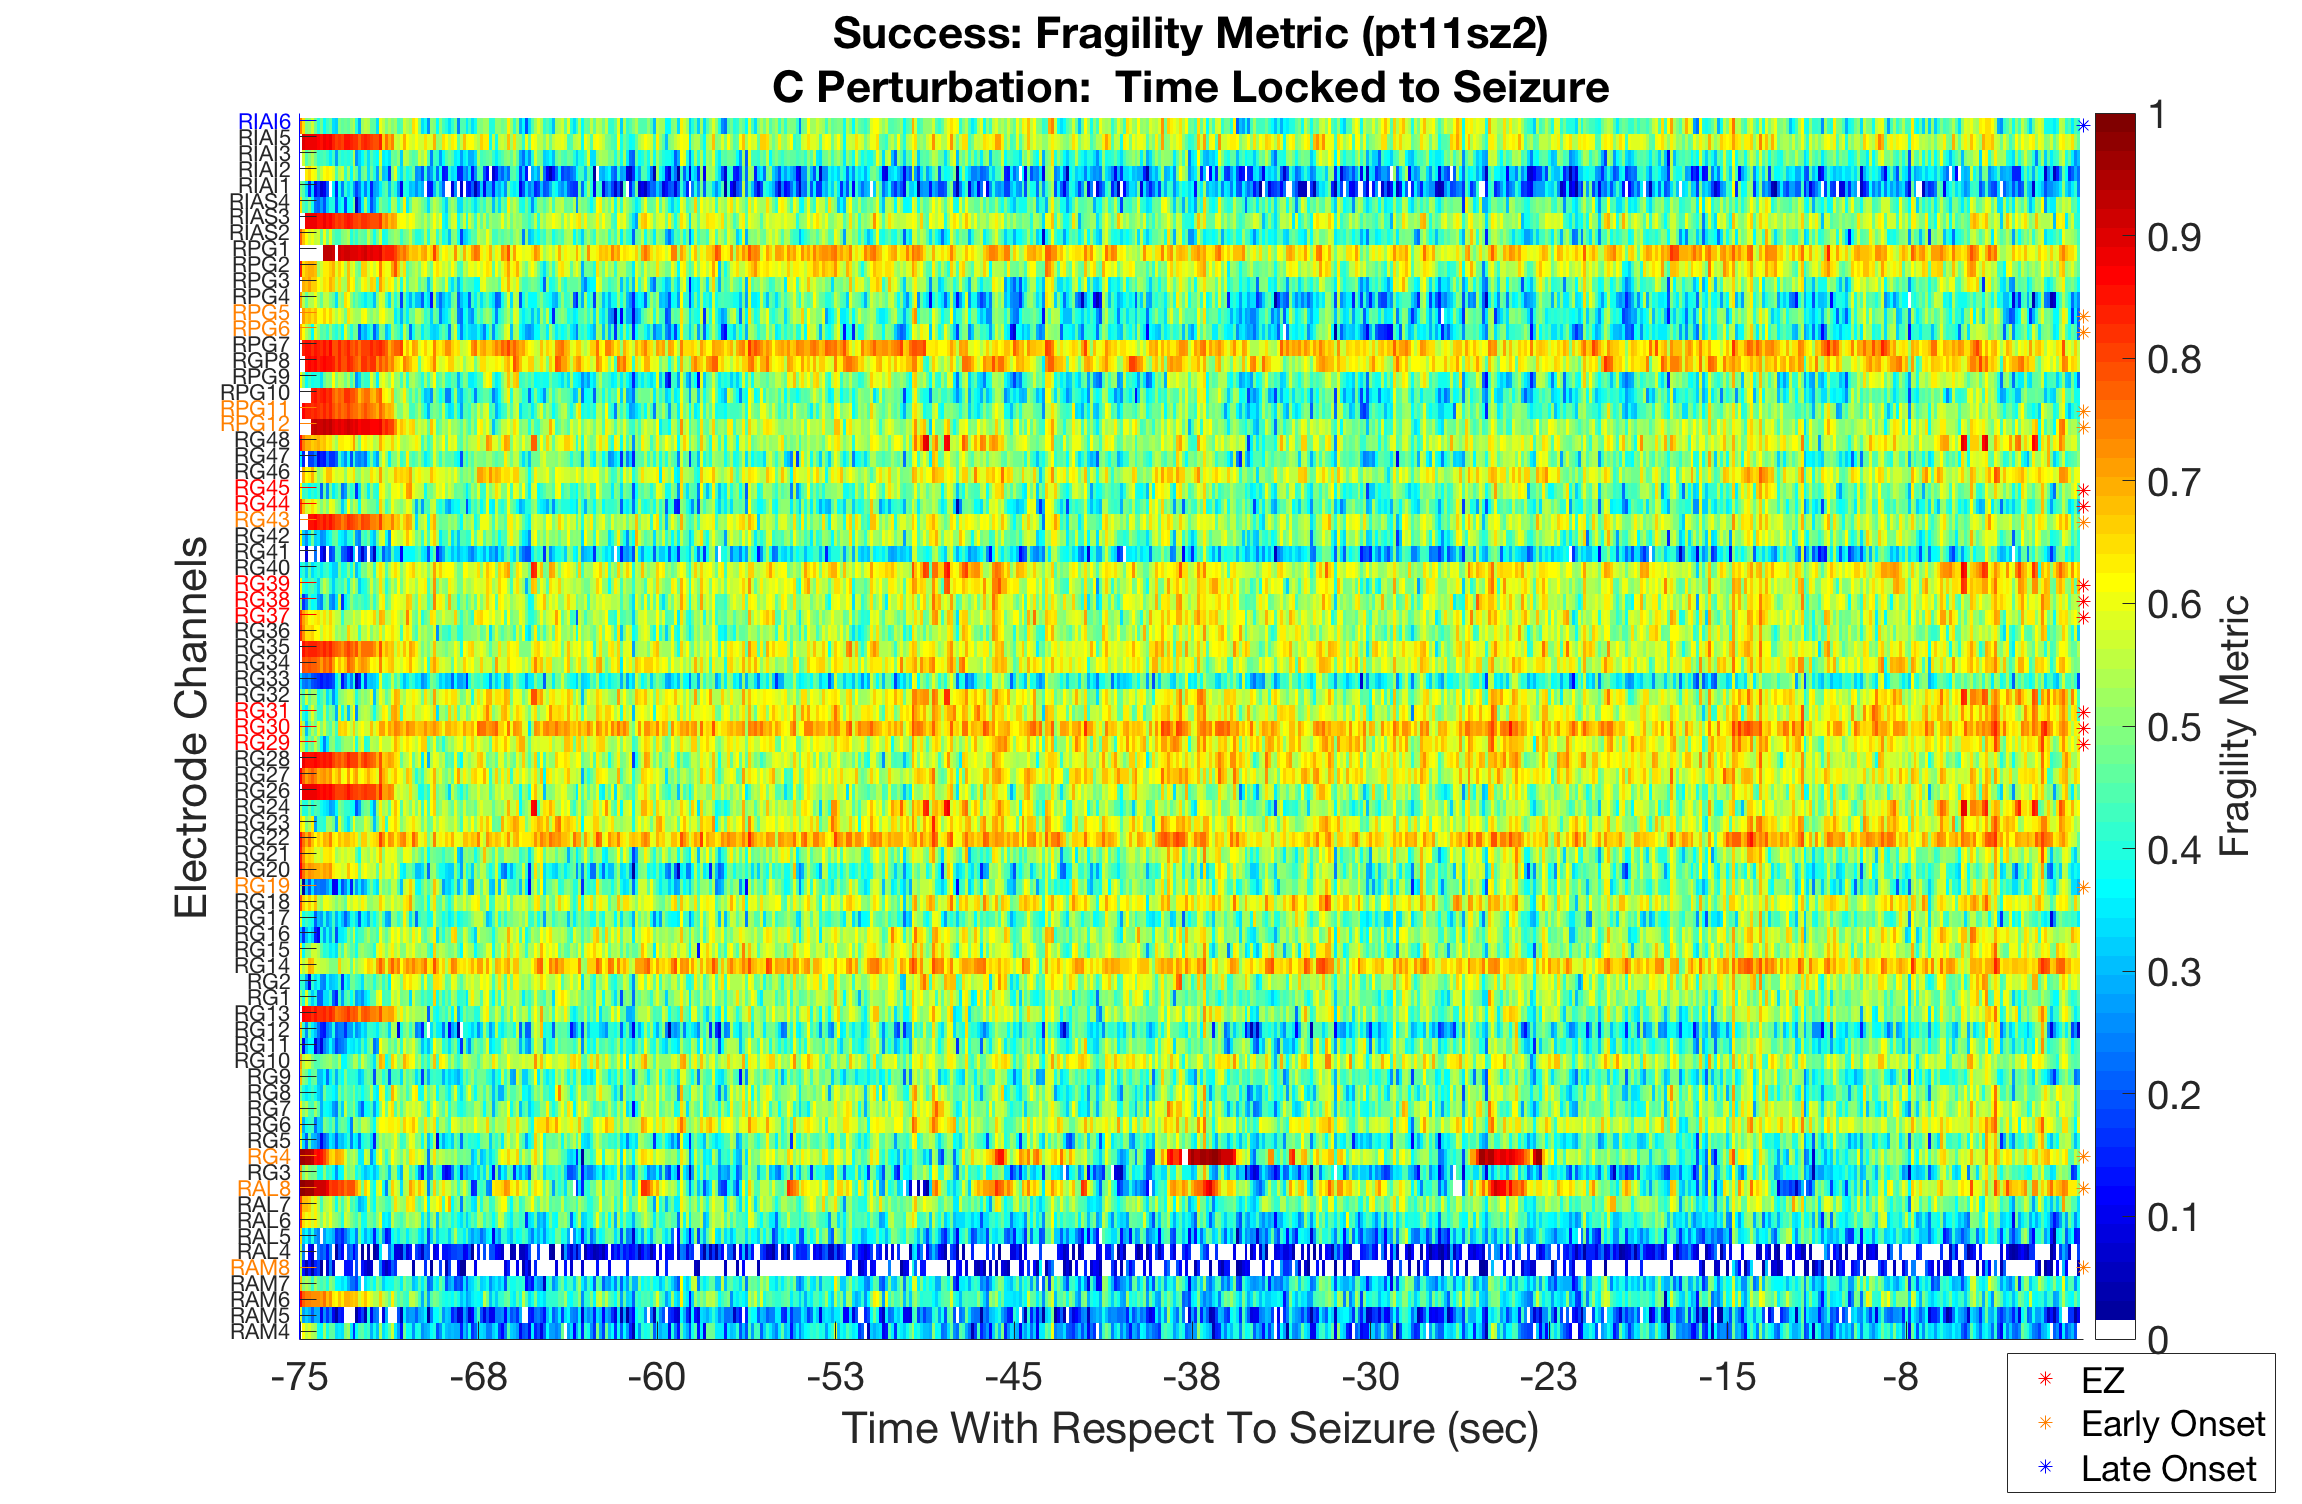 Success: Fragility Metric (pt11sz2)
C Perturbation:  Time Locked to Seizure
Electrode Channels
RIAI6
RIAI5
RIAI3
RIAI2
RIAI1
RIAS4
RIAS3
RIAS2
RPG1
RPG2
RPG3
RPG4
RPG5
RPG6
RPG7
RGP8
RPG9
RPG10
RPG11
RPG12
RG48
RG47
RG46
RG45
RG44
RG43
RG42
RG41
RG40
RG39
RG38
RG37
RG36
RG35
RG34
RG33
RG32
RG31
RG30
RG29
RG28
RG27
RG26
RG24
RG23
RG22
RG21
RG20
RG19
RG18
RG17
RG16
RG15
RG14
RG2
RG1
RG13
RG12
RG11
RG10
RG9
RG8
RG7
RG6
RG5
RG4
RG3
RAL8
RAL7
RAL6
RAL5
RAL4
RAM8
RAM7
RAM6
RAM5
RAM4
-75 -68 -60 -53 -45 -38 -30 -23 -15 -8
Time With Respect To Seizure (sec)
1
0.9
0.8
0.7
0.6
0.5
0.4
0.3
0.2
0.1
0
Fragility Metric
EZ
Early Onset
Late Onset